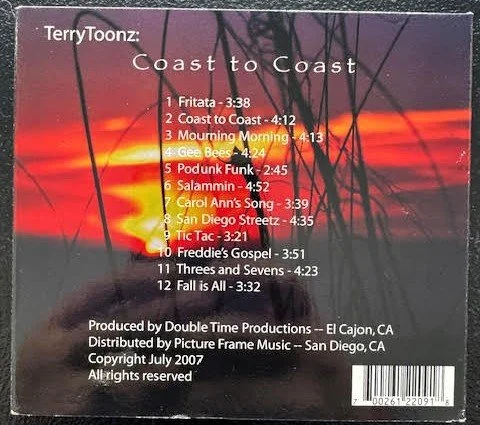 TerryToonz:
Coast to Coast
1 Fritata - 3:38
2 Coast to Coast - 4:12
3 Mourning Morning - 4:13
4 Gee Bees - 4:24
5 Podunk Funk - 2:45
6 Salammin - 4:52
7 Carol Ann's Song - 3:39
8 San Diego Streetz - 4:35
9 Tic Tac - 3:21
10 Freddie's Gospel - 3:51
11 Threes and Sevens - 4:23
12 Fall is All - 3:32
Produced by Double Time Productions -- El Cajon, CA
Distributed by Picture Frame Music -- San Diego, CA
Copyright July 2007
All rights reserved
7 00261 22091 8